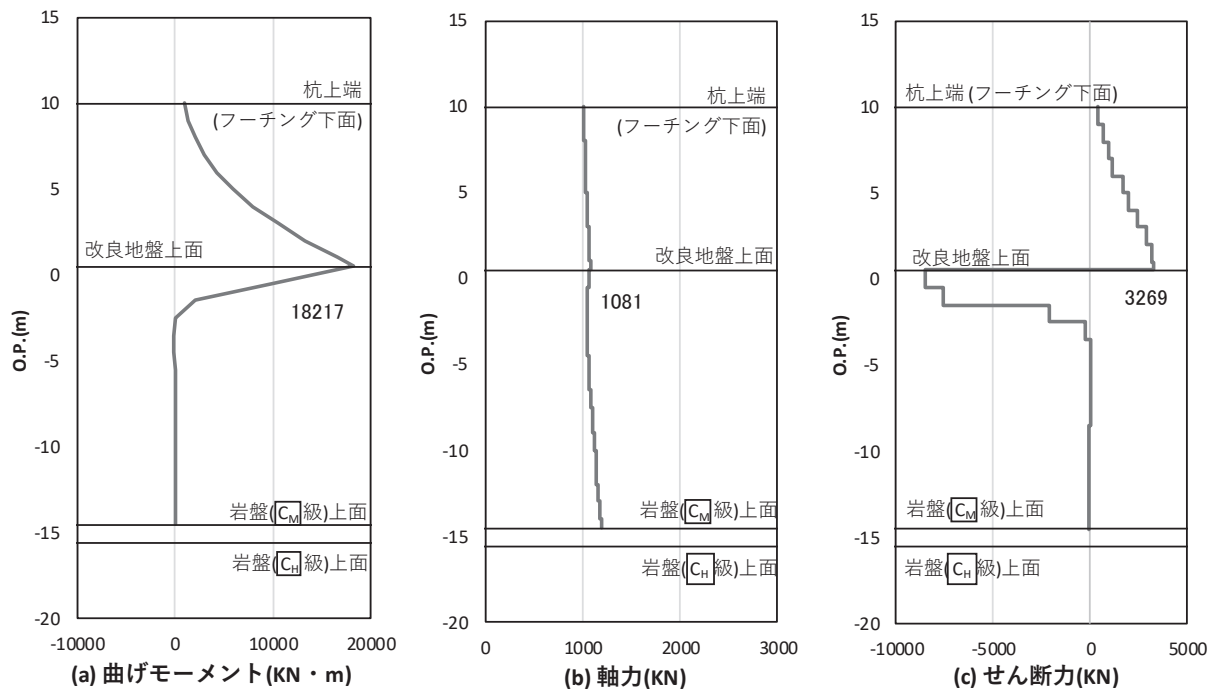 15
10
5
0
-5
-10
-15
-20
O.P.(m)
杭上端
(フーチング下面)
改良地盤上面
18217
岩盤(CM級)上面
岩盤(CH級)上面
-10000 0 10000 20000
(a) 曲げモーメント(KN・m)
15
10
5
0
-5
-10
-15
-20
O.P.(m)
杭上端
(フーチング下面)
改良地盤上面
1081
岩盤(CM級)上面
岩盤(CH級)上面
0 1000 2000 3000
(b) 軸力(KN)
15
10
5
0
-5
-10
-15
-20
O.P.(m)
杭上端 (フーチング下面)
改良地盤上面
3269
岩盤(CM級)上面
岩盤(CH級)上面
-10000 -5000 0 5000
(c) せん断力(KN)